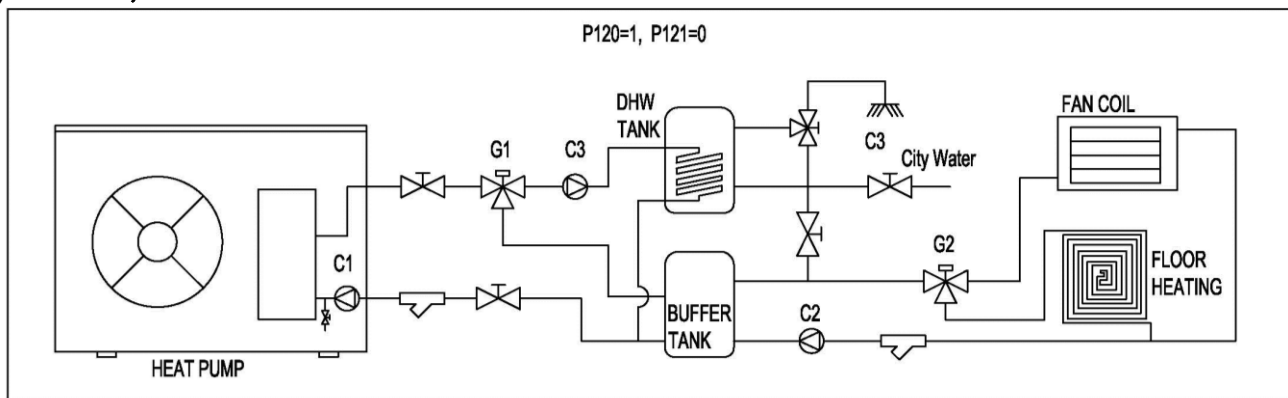 P120=1, P121=0
DHW
TANK
FAN COIL
G1
C3
C3
City Water
C1
G2
FLOOR
HEATING
BUFFER
TANK
C2
HEAT PUMP